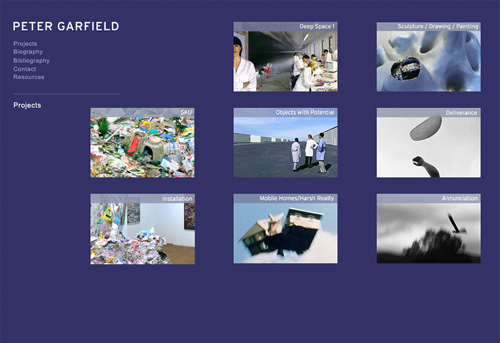 PETER GARFIELD
Projects
Biography
Bibliography
Contact
Resources
Projects
Deep Space 1
Sculpture / Drawing / Painting
SKU
Objects with Potential
Deliverance
Installation
Mobile Homes/Harsh Realty
Annunciation